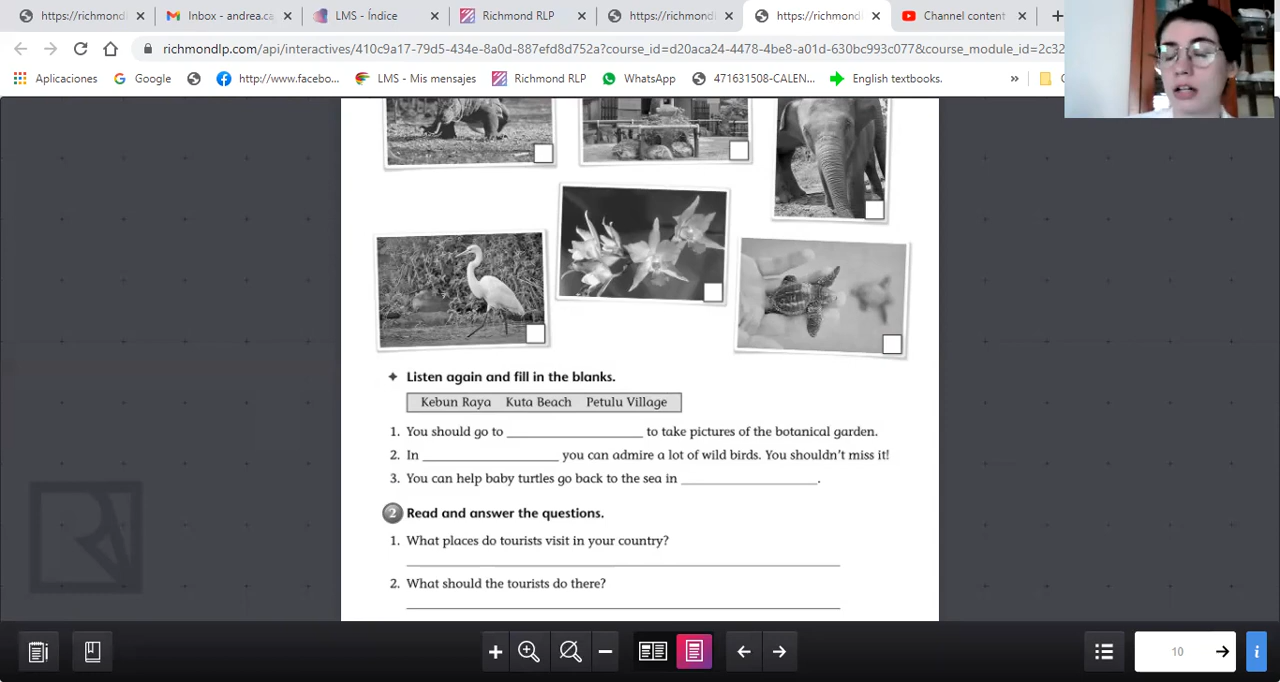 https://richmondl
Inbox - andrea.ca
LMS - Índice
Richmond RLP
https://richmondl
https://richmondl
Channel content
richmondlp.com/api/interactives/410c9a17-79d5-434e-8a0d-887efd8d752a?course_id=d20aca24-4478-4be8-a01d-630bc993c077&course_module_id=2c32
Aplicaciones
Google
http://www.facebo...
LMS - Mis mensajes
Richmond RLP
WhatsApp
471631508-CALEN...
English textbooks.
»
✦ Listen again and fill in the blanks.
Kebun Raya Kuta Beach Petulu Village
1. You should go to ____ to take pictures of the botanical garden.
2. In ____ you can admire a lot of wild birds. You shouldn't miss it!
3. You can help baby turtles go back to the sea in ____.
2 Read and answer the questions.
1. What places do tourists visit in your country?
2. What should the tourists do there?
10
i